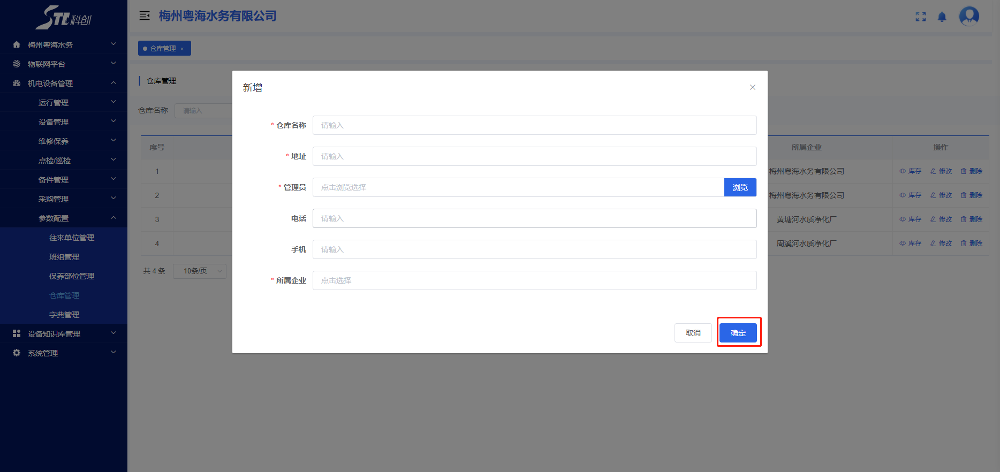 STL科创
梅州粤海水务
物联网平台
机电设备管理
运行管理
设备管理
维修保养
点检/巡检
备件管理
采购管理
参数配置
往来单位管理
班组管理
保养部位管理
仓库管理
字典管理
设备知识库管理
系统管理
梅州粤海水务有限公司
仓库管理 ×
仓库管理
仓库名称 请输入
序号 所属企业 操作
1 梅州粤海水务有限公司 库存 修改 删除
2 梅州粤海水务有限公司 库存 修改 删除
3 黄塘河水质净化厂 库存 修改 删除
4 周溪河水质净化厂 库存 修改 删除
共 4 条 10条/页
新增
* 仓库名称 请输入
* 地址 请输入
* 管理员 点击浏览选择 浏览
电话 请输入
手机 请输入
* 所属企业 点击选择
取消 确定